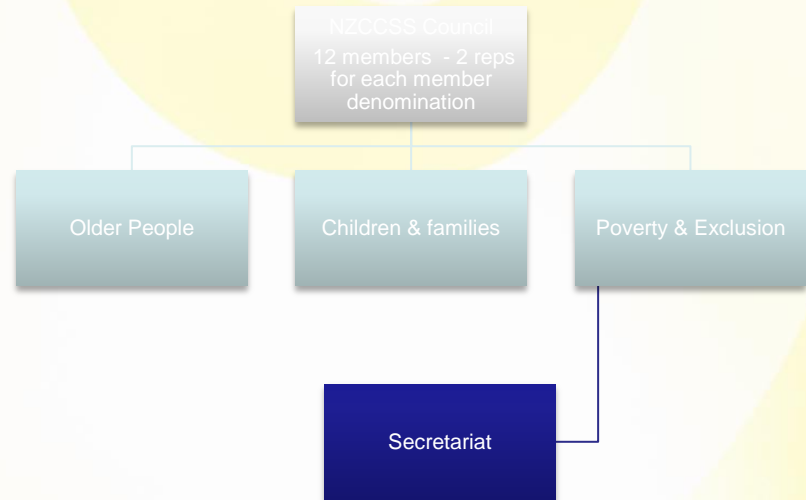 NZCCSS Council
12 members - 2 reps
for each member
denomination
Older People
Children & families
Poverty & Exclusion
Secretariat